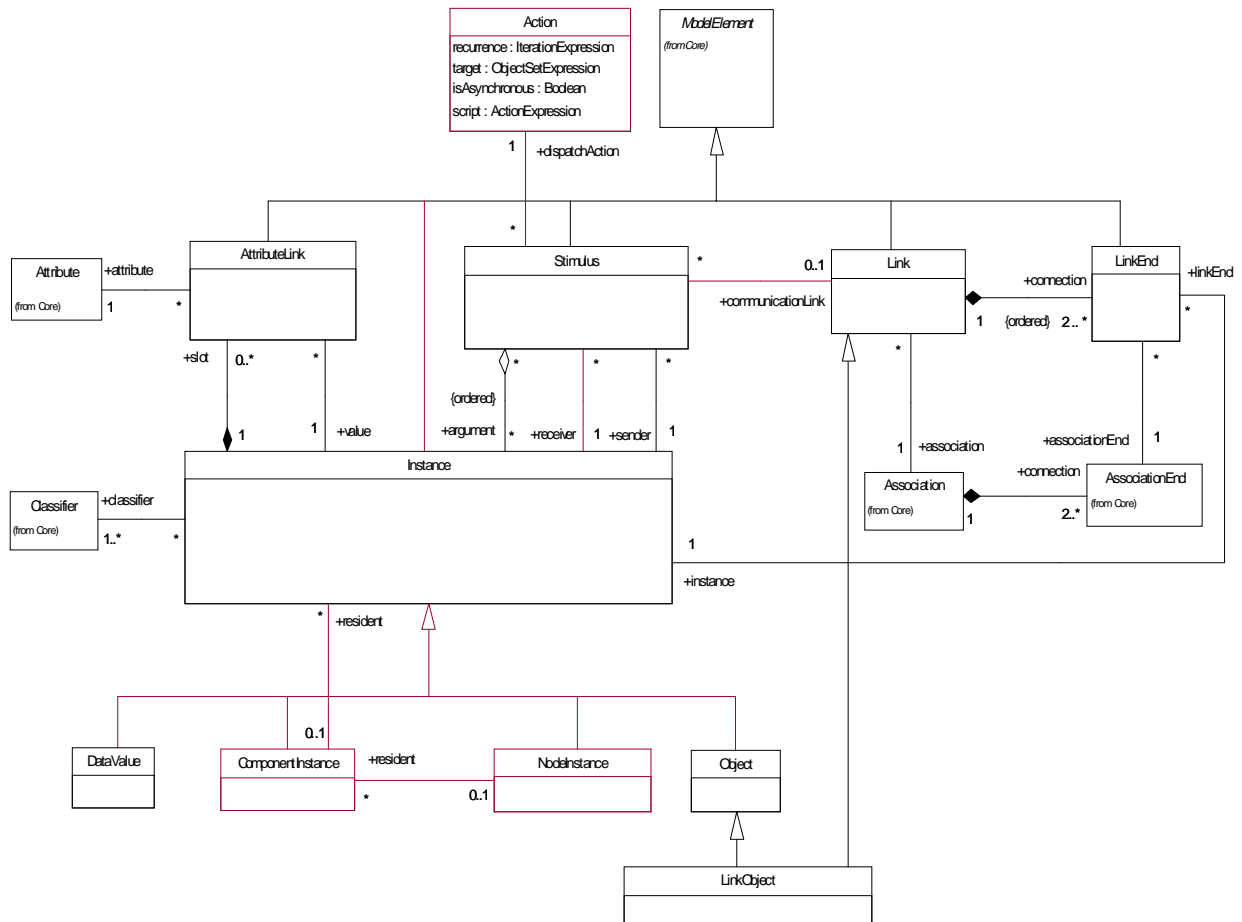 Action
recurrence : IterationExpression
target : ObjectSetExpression
isAsynchronous : Boolean
script : ActionExpression
ModelElement
(from Core)
1
+dispatchAction
*
AttributeLink
Stimulus
Link
LinkEnd
Attribute
(from Core)
+attribute
1
*
*
0..1
+communicationLink
+connection
1
{ordered}
2..*
+linkEnd
*
+slot
0..*
*
*
*
*
*
*
{ordered}
1
1
+value
+argument
*
+receiver
1
+sender
1
1
+association
+associationEnd
1
Instance
Classifier
(from Core)
+classifier
1..*
*
Association
(from Core)
+connection
1
2..*
AssociationEnd
(from Core)
1
+instance
*
+resident
0..1
DataValue
ComponentInstance
+resident
*
0..1
NodeInstance
Object
LinkObject